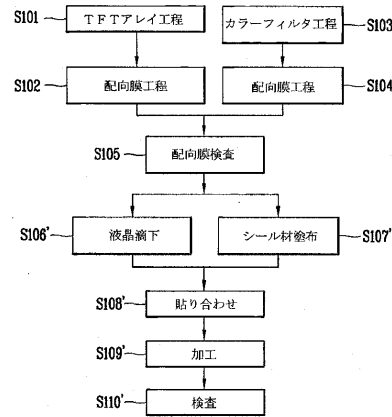 S101 TFTアレイ工程 カラーフィルタ工程 S103
S102 配向膜工程 配向膜工程 S104
S105 配向膜検査
S106' 液晶滴下 シール材塗布 S107'
S108' 貼り合わせ
S109' 加工
S110' 検査